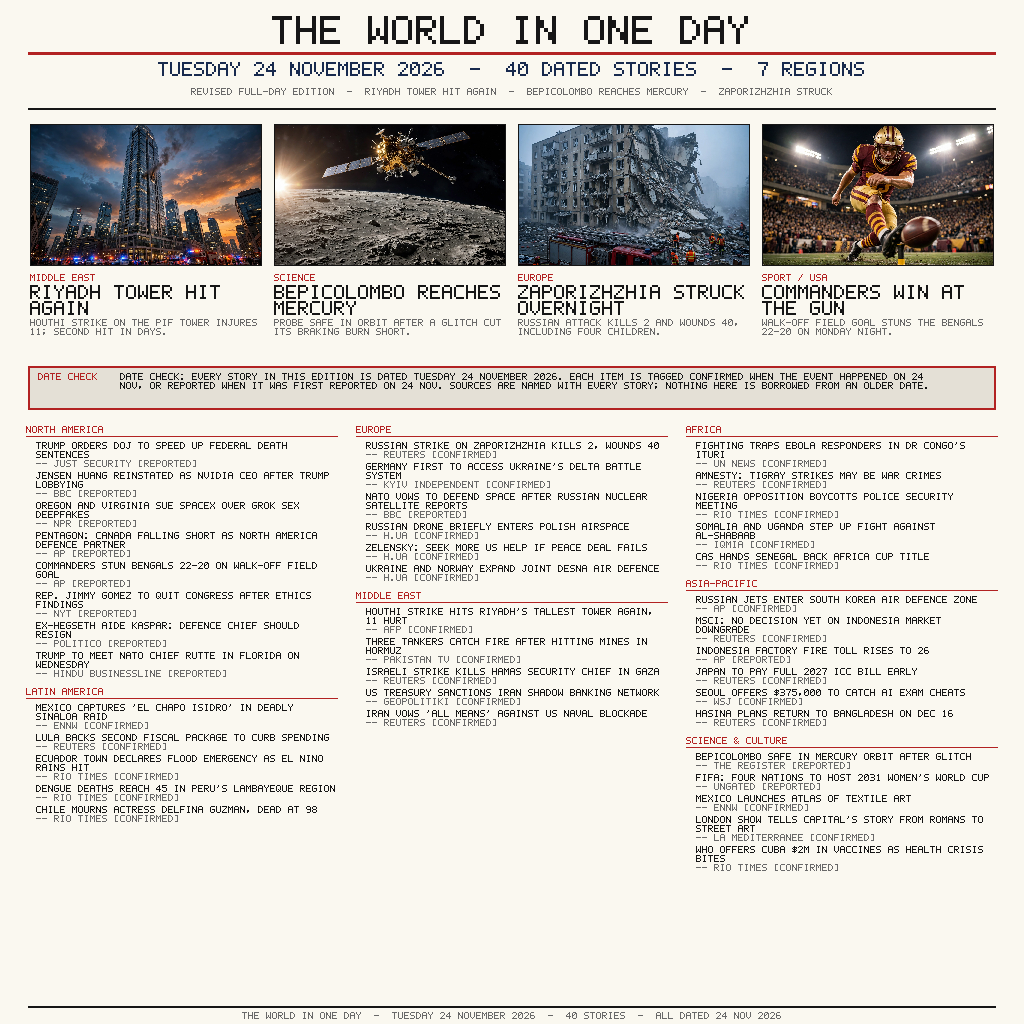 THE WORLD IN ONE DAY
TUESDAY 24 NOVEMBER 2026 – 40 DATED STORIES – 7 REGIONS
REVISED FULL-DAY EDITION – RIYADH TOWER HIT AGAIN – BEPICOLOMBO REACHES MERCURY – ZAPORIZHZHIA STRUCK
MIDDLE EAST
RIYADH TOWER HIT
AGAIN
HOUTHI STRIKE ON THE PIF TOWER INJURES
11; SECOND HIT IN DAYS.
SCIENCE
BEPICOLOMBO REACHES
MERCURY
PROBE SAFE IN ORBIT AFTER A GLITCH CUT
ITS BRAKING BURN SHORT.
EUROPE
ZAPORIZHZHIA STRUCK
OVERNIGHT
RUSSIAN ATTACK KILLS 2 AND WOUNDS 40,
INCLUDING FOUR CHILDREN.
SPORT / USA
COMMANDERS WIN AT
THE GUN
WALK-OFF FIELD GOAL STUNS THE BENGALS
22-20 ON MONDAY NIGHT.
DATE CHECK
DATE CHECK: EVERY STORY IN THIS EDITION IS DATED TUESDAY 24 NOVEMBER 2026. EACH ITEM IS TAGGED CONFIRMED WHEN THE EVENT HAPPENED ON 24
NOV, OR REPORTED WHEN IT WAS FIRST REPORTED ON 24 NOV. SOURCES ARE NAMED WITH EVERY STORY; NOTHING HERE IS BORROWED FROM AN OLDER DATE.
NORTH AMERICA
TRUMP ORDERS DOJ TO SPEED UP FEDERAL DEATH
SENTENCES
-- JUST SECURITY [REPORTED]
JENSEN HUANG REINSTATED AS NVIDIA CEO AFTER TRUMP
LOBBYING
-- BBC [REPORTED]
OREGON AND VIRGINIA SUE SPACEX OVER GROK SEX
DEEPFAKES
-- NPR [REPORTED]
PENTAGON: CANADA FALLING SHORT AS NORTH AMERICA
DEFENCE PARTNER
-- AP [REPORTED]
COMMANDERS STUN BENGALS 22-20 ON WALK-OFF FIELD
GOAL
-- AP [REPORTED]
REP. JIMMY GOMEZ TO QUIT CONGRESS AFTER ETHICS
FINDINGS
-- NYT [REPORTED]
EX-HEGSETH AIDE KASPAR: DEFENCE CHIEF SHOULD
RESIGN
-- POLITICO [REPORTED]
TRUMP TO MEET NATO CHIEF RUTTE IN FLORIDA ON
WEDNESDAY
-- HINDU BUSINESSLINE [REPORTED]
LATIN AMERICA
MEXICO CAPTURES 'EL CHAPO ISIDRO' IN DEADLY
SINALOA RAID
-- ENNW [CONFIRMED]
LULA BACKS SECOND FISCAL PACKAGE TO CURB SPENDING
-- REUTERS [CONFIRMED]
ECUADOR TOWN DECLARES FLOOD EMERGENCY AS EL NINO
RAINS HIT
-- RIO TIMES [CONFIRMED]
DENGUE DEATHS REACH 45 IN PERU'S LAMBAYEQUE REGION
-- RIO TIMES [CONFIRMED]
CHILE MOURNS ACTRESS DELFINA GUZMAN, DEAD AT 98
-- RIO TIMES [CONFIRMED]
EUROPE
RUSSIAN STRIKE ON ZAPORIZHZHIA KILLS 2, WOUNDS 40
-- REUTERS [CONFIRMED]
GERMANY FIRST TO ACCESS UKRAINE'S DELTA BATTLE
SYSTEM
-- KYIV INDEPENDENT [CONFIRMED]
NATO VOWS TO DEFEND SPACE AFTER RUSSIAN NUCLEAR
SATELLITE REPORTS
-- BBC [REPORTED]
RUSSIAN DRONE BRIEFLY ENTERS POLISH AIRSPACE
-- H.UA [CONFIRMED]
ZELENSKY: SEEK MORE US HELP IF PEACE DEAL FAILS
-- H.UA [CONFIRMED]
UKRAINE AND NORWAY EXPAND JOINT DESNA AIR DEFENCE
-- H.UA [CONFIRMED]
MIDDLE EAST
HOUTHI STRIKE HITS RIYADH'S TALLEST TOWER AGAIN,
11 HURT
-- AFP [CONFIRMED]
THREE TANKERS CATCH FIRE AFTER HITTING MINES IN
HORMUZ
-- PAKISTAN TV [CONFIRMED]
ISRAELI STRIKE KILLS HAMAS SECURITY CHIEF IN GAZA
-- REUTERS [CONFIRMED]
US TREASURY SANCTIONS IRAN SHADOW BANKING NETWORK
-- GEOPOLITIKI [CONFIRMED]
IRAN VOWS 'ALL MEANS' AGAINST US NAVAL BLOCKADE
-- REUTERS [CONFIRMED]
AFRICA
FIGHTING TRAPS EBOLA RESPONDERS IN DR CONGO'S
ITURI
-- UN NEWS [CONFIRMED]
AMNESTY: TIGRAY STRIKES MAY BE WAR CRIMES
-- REUTERS [CONFIRMED]
NIGERIA OPPOSITION BOYCOTTS POLICE SECURITY
MEETING
-- RIO TIMES [CONFIRMED]
SOMALIA AND UGANDA STEP UP FIGHT AGAINST
AL-SHABAAB
-- IQMIA [CONFIRMED]
CAS HANDS SENEGAL BACK AFRICA CUP TITLE
-- RIO TIMES [CONFIRMED]
ASIA-PACIFIC
RUSSIAN JETS ENTER SOUTH KOREA AIR DEFENCE ZONE
-- AP [CONFIRMED]
MSCI: NO DECISION YET ON INDONESIA MARKET
DOWNGRADE
-- REUTERS [CONFIRMED]
INDONESIA FACTORY FIRE TOLL RISES TO 26
-- AP [REPORTED]
JAPAN TO PAY FULL 2027 ICC BILL EARLY
-- REUTERS [CONFIRMED]
SEOUL OFFERS $375,000 TO CATCH AI EXAM CHEATS
-- WSJ [CONFIRMED]
HASINA PLANS RETURN TO BANGLADESH ON DEC 16
-- REUTERS [CONFIRMED]
SCIENCE & CULTURE
BEPICOLOMBO SAFE IN MERCURY ORBIT AFTER GLITCH
-- THE REGISTER [REPORTED]
FIFA: FOUR NATIONS TO HOST 2031 WOMEN'S WORLD CUP
-- UNGATED [REPORTED]
MEXICO LAUNCHES ATLAS OF TEXTILE ART
-- ENNW [CONFIRMED]
LONDON SHOW TELLS CAPITAL'S STORY FROM ROMANS TO
STREET ART
-- LA MEDITERRANEE [CONFIRMED]
WHO OFFERS CUBA $2M IN VACCINES AS HEALTH CRISIS
BITES
-- RIO TIMES [CONFIRMED]
THE WORLD IN ONE DAY – TUESDAY 24 NOVEMBER 2026 – 40 STORIES – ALL DATED 24 NOV 2026